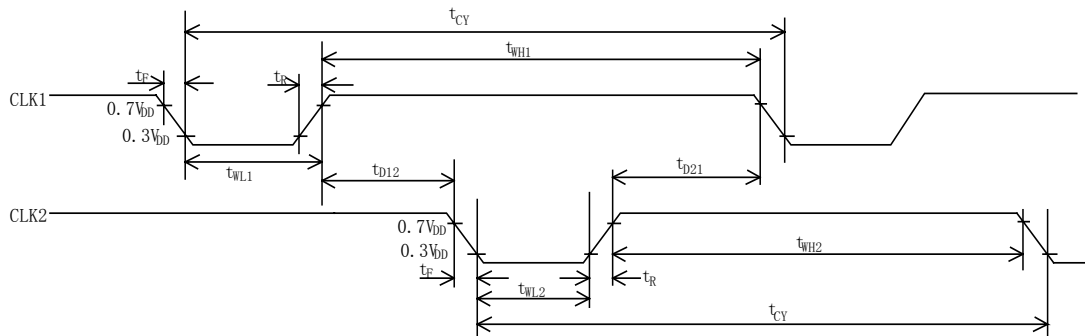 tCY
tWH1
tF
tR
CLK1
0.7VDD
0.3VDD
tWL1
tD12
tD21
CLK2
0.7VDD
0.3VDD
tWH2
tF
tR
tWL2
tCY